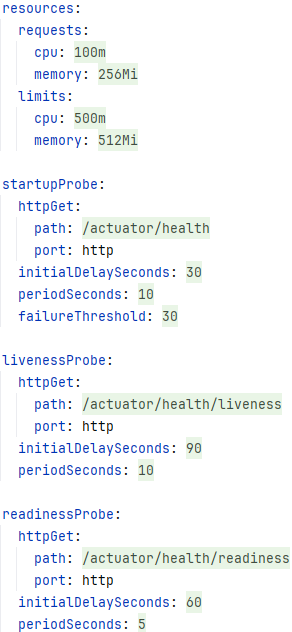 resources:
  requests:
    cpu: 100m
    memory: 256Mi
  limits:
    cpu: 500m
    memory: 512Mi

startupProbe:
  httpGet:
    path: /actuator/health
    port: http
  initialDelaySeconds: 30
  periodSeconds: 10
  failureThreshold: 30

livenessProbe:
  httpGet:
    path: /actuator/health/liveness
    port: http
  initialDelaySeconds: 90
  periodSeconds: 10

readinessProbe:
  httpGet:
    path: /actuator/health/readiness
    port: http
  initialDelaySeconds: 60
  periodSeconds: 5